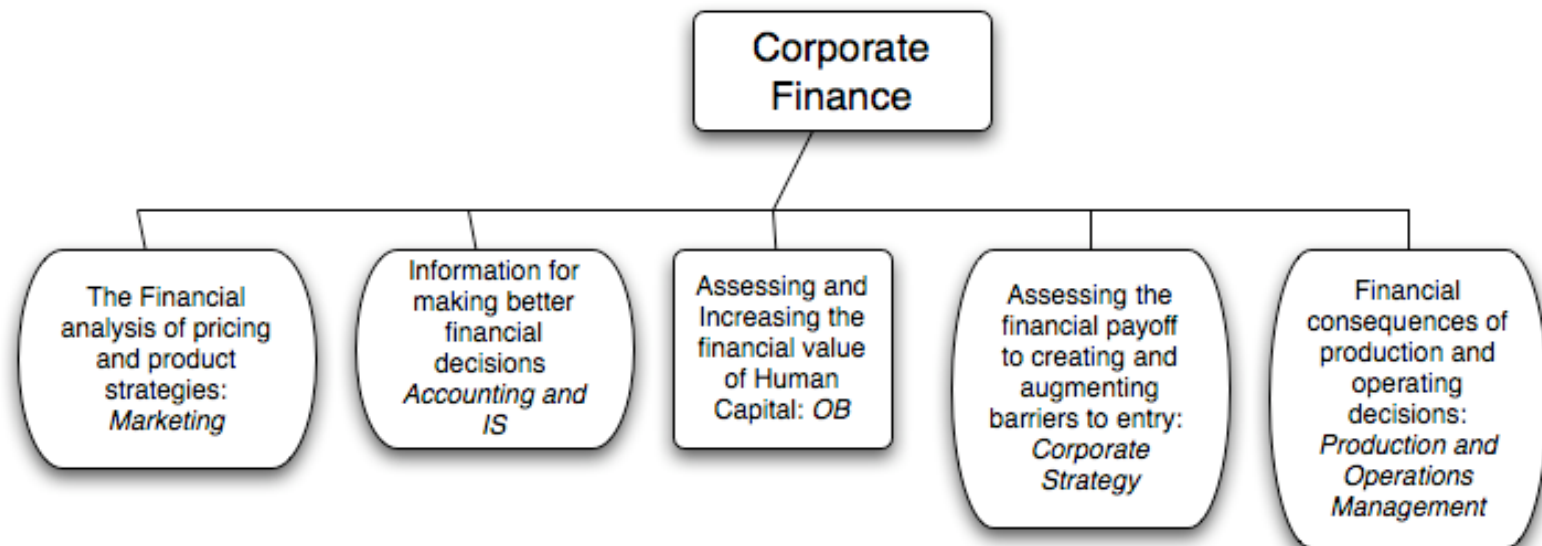 Corporate
Finance
The Financial
analysis of pricing
and product
strategies:
Marketing
Information for
making better
financial
decisions
Accounting and
IS
Assessing and
Increasing the
financial value
of Human
Capital: OB
Assessing the
financial payoff
to creating and
augmenting
barriers to entry:
Corporate
Strategy
Financial
consequences of
production and
operating
decisions:
Production and
Operations
Management